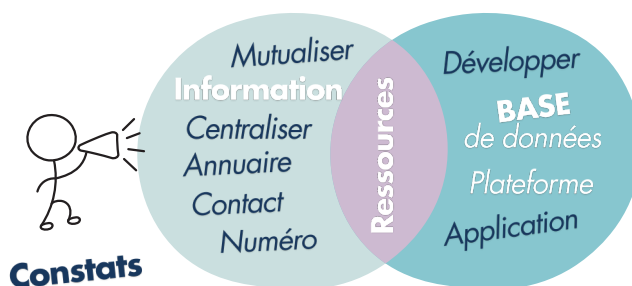 Mutualiser
Information
Centraliser
Annuaire
Contact
Numéro
Ressources
Développer
BASE
de données
Plateforme
Application
Constats